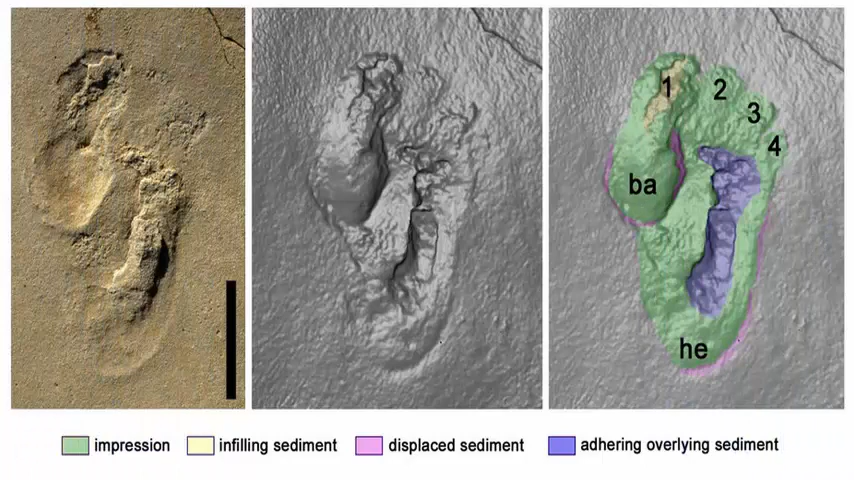 1
2
3
4
ba
he
impression infilling sediment displaced sediment adhering overlying sediment